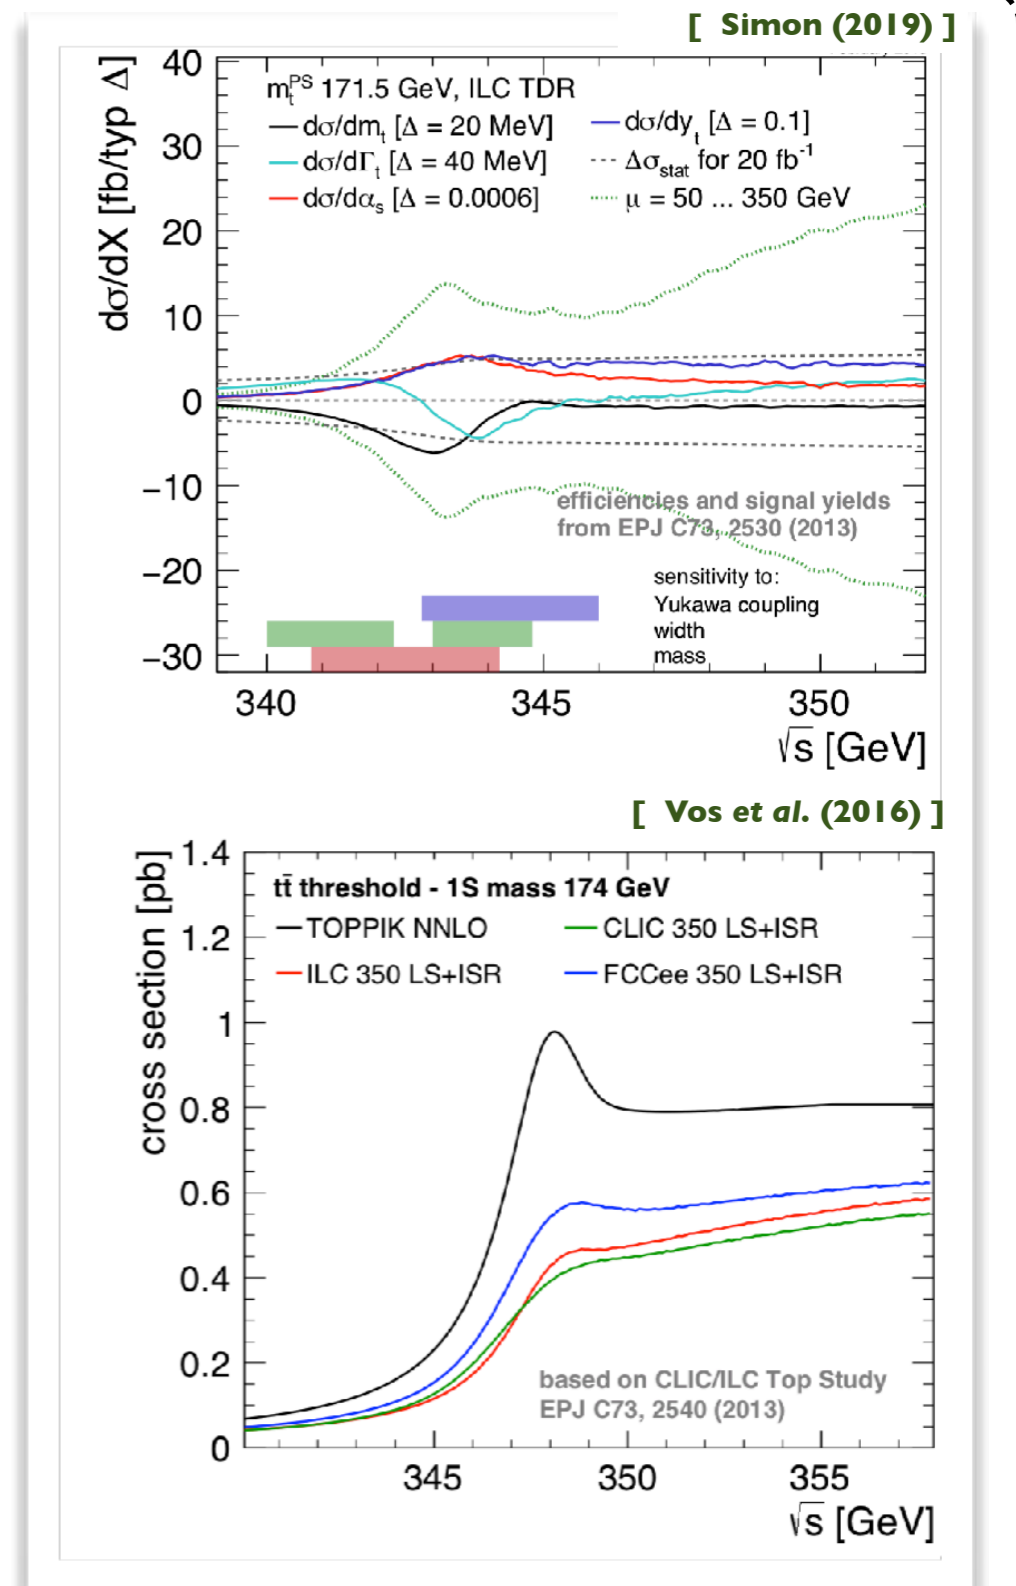 [ Simon (2019) ]
40
30
20
10
0
−10
−20
−30
dσ/dX [fb/typ Δ]
m_t^PS 171.5 GeV, ILC TDR
dσ/dm_t [Δ = 20 MeV]
dσ/dΓ_t [Δ = 40 MeV]
dσ/dα_s [Δ = 0.0006]
dσ/dy_t [Δ = 0.1]
Δσ_stat for 20 fb^-1
μ = 50 ... 350 GeV
efficiencies and signal yields
from EPJ C73, 2530 (2013)
sensitivity to:
Yukawa coupling
width
mass
340 345 350
√s [GeV]
[ Vos et al. (2016) ]
1.4
1.2
1
0.8
0.6
0.4
0.2
0
cross section [pb]
tt̄ threshold - 1S mass 174 GeV
TOPPIK NNLO
ILC 350 LS+ISR
CLIC 350 LS+ISR
FCCee 350 LS+ISR
based on CLIC/ILC Top Study
EPJ C73, 2540 (2013)
345 350 355
√s [GeV]